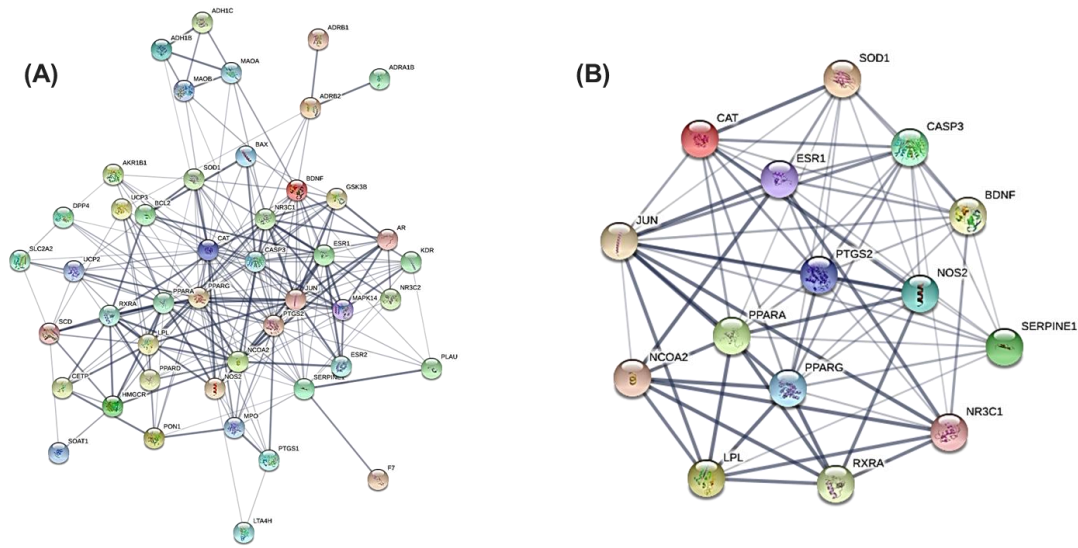 (A)
ADH1C
ADH1B
MAOA
MAOB
ADRB1
ADRA1B
ADRB2
BAX
AKR1B1
SOD1
BDNF
GSK3B
UCP3
BCL2
NR3C1
DPP4
AR
SLC2A2
CAT
CASP3
ESR1
KDR
UCP2
PPARA
PPARG
JUN
NR3C2
RXRA
MAPK14
PTGS2
SCD
LPL
NCOA2
ESR2
PLAU
CETP
PPARD
NOS2
SERPINE1
HMGCR
MPO
PON1
SOAT1
PTGS1
F7
LTA4H
(B)
SOD1
CAT
CASP3
ESR1
BDNF
JUN
PTGS2
NOS2
PPARA
SERPINE1
NCOA2
PPARG
NR3C1
LPL
RXRA